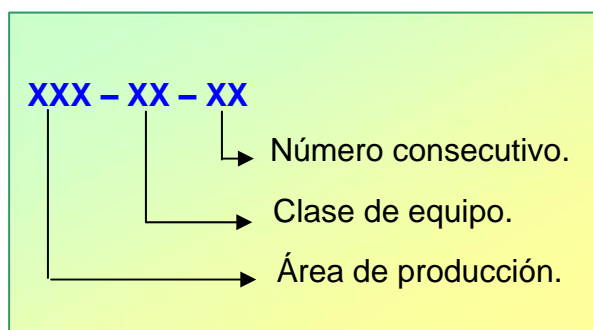 XXX – XX – XX
Número consecutivo.
Clase de equipo.
Área de producción.